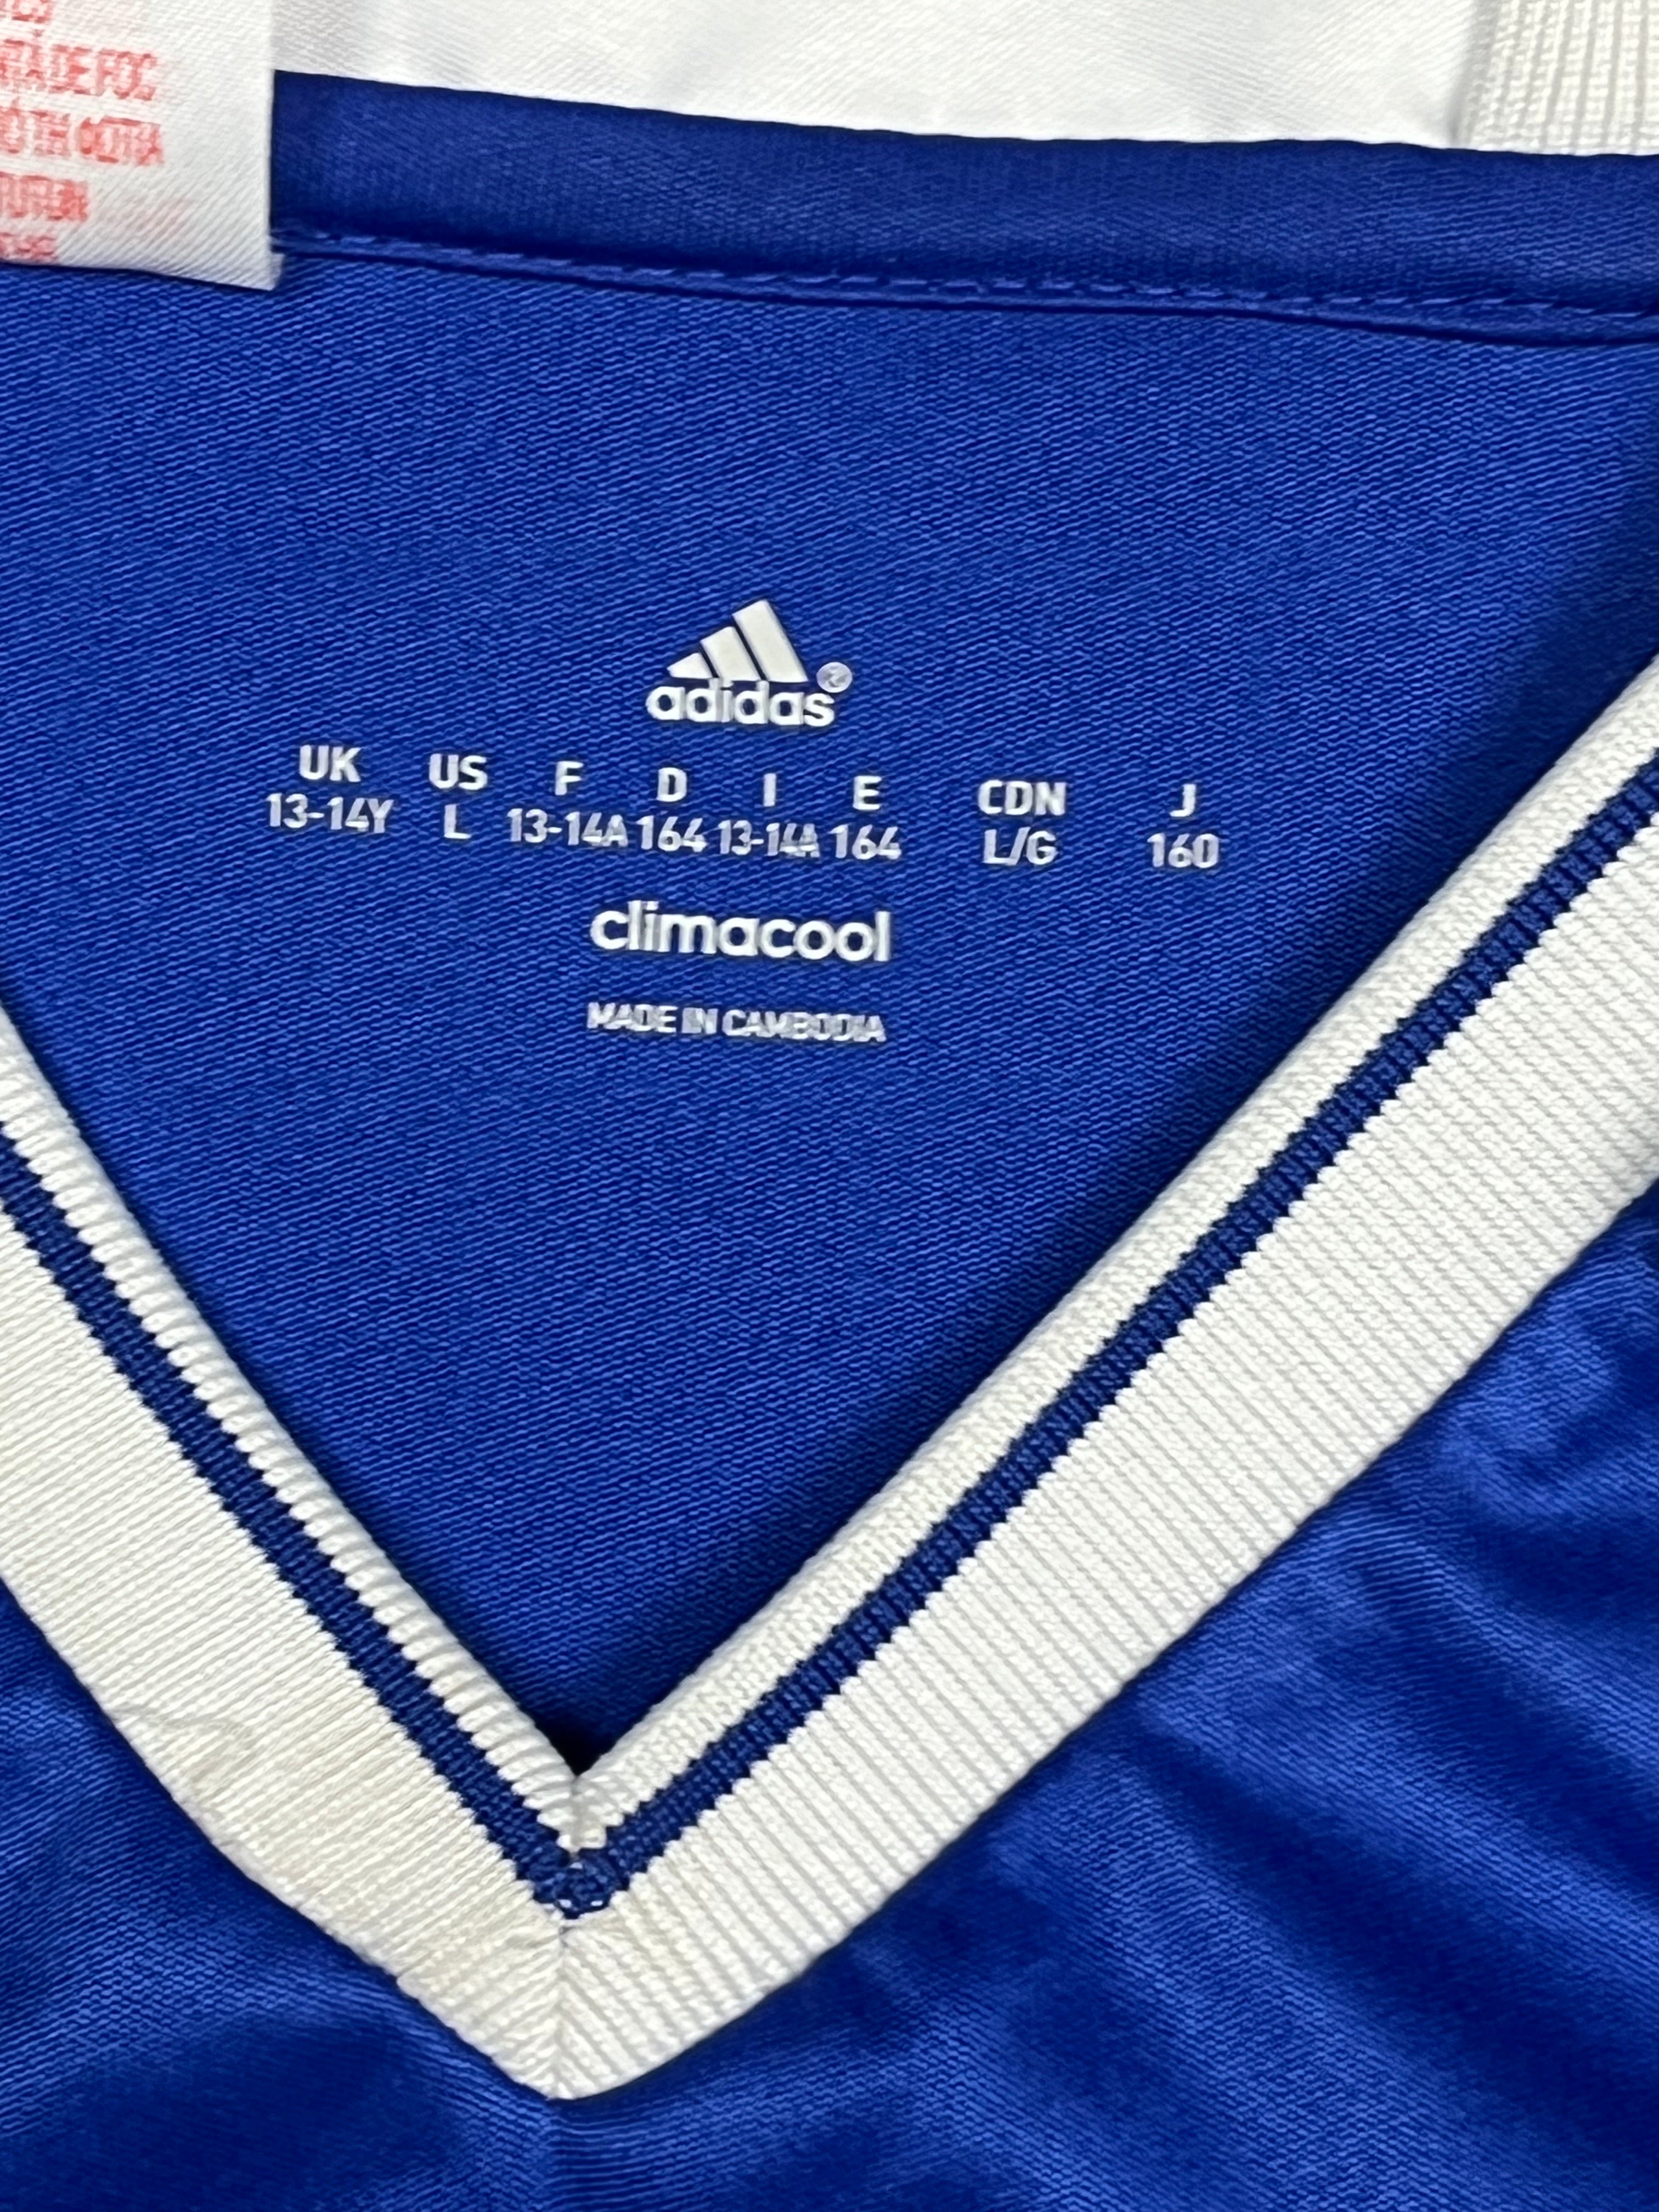 adidas
UK US F D I E CDN J
13-14Y L 13-14A 164 13-14A 164 L/G 160
climacool
MADE IN CAMBODIA